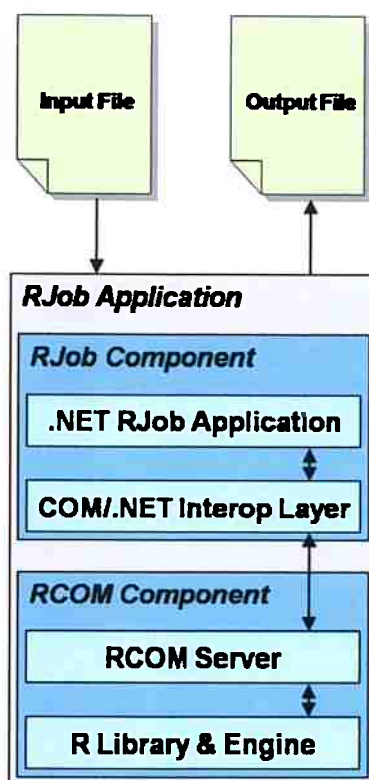 Input File
Output File
RJob Application
RJob Component
.NET RJob Application
COM/.NET Interop Layer
RCOM Component
RCOM Server
R Library & Engine